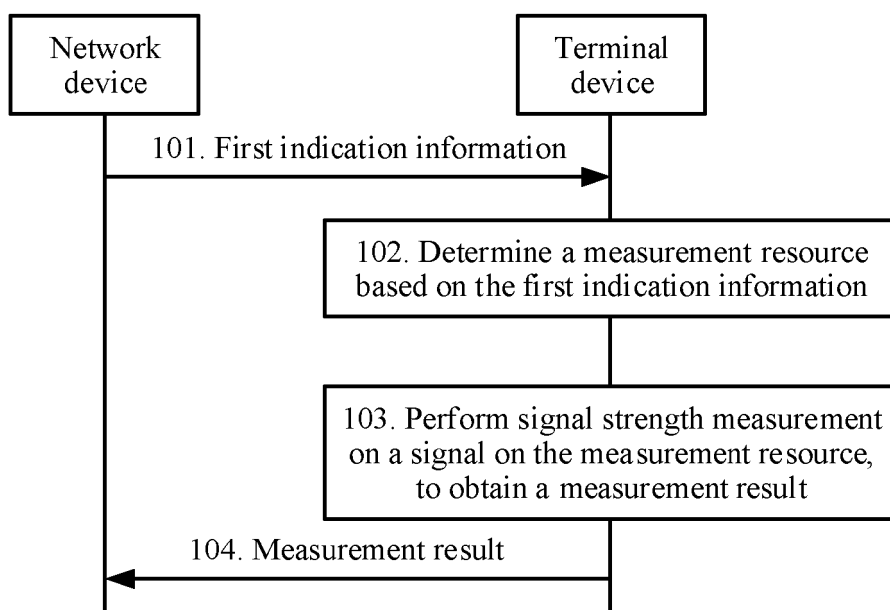 Network
device
Terminal
device
101. First indication information
102. Determine a measurement resource
based on the first indication information
103. Perform signal strength measurement
on a signal on the measurement resource,
to obtain a measurement result
104. Measurement result